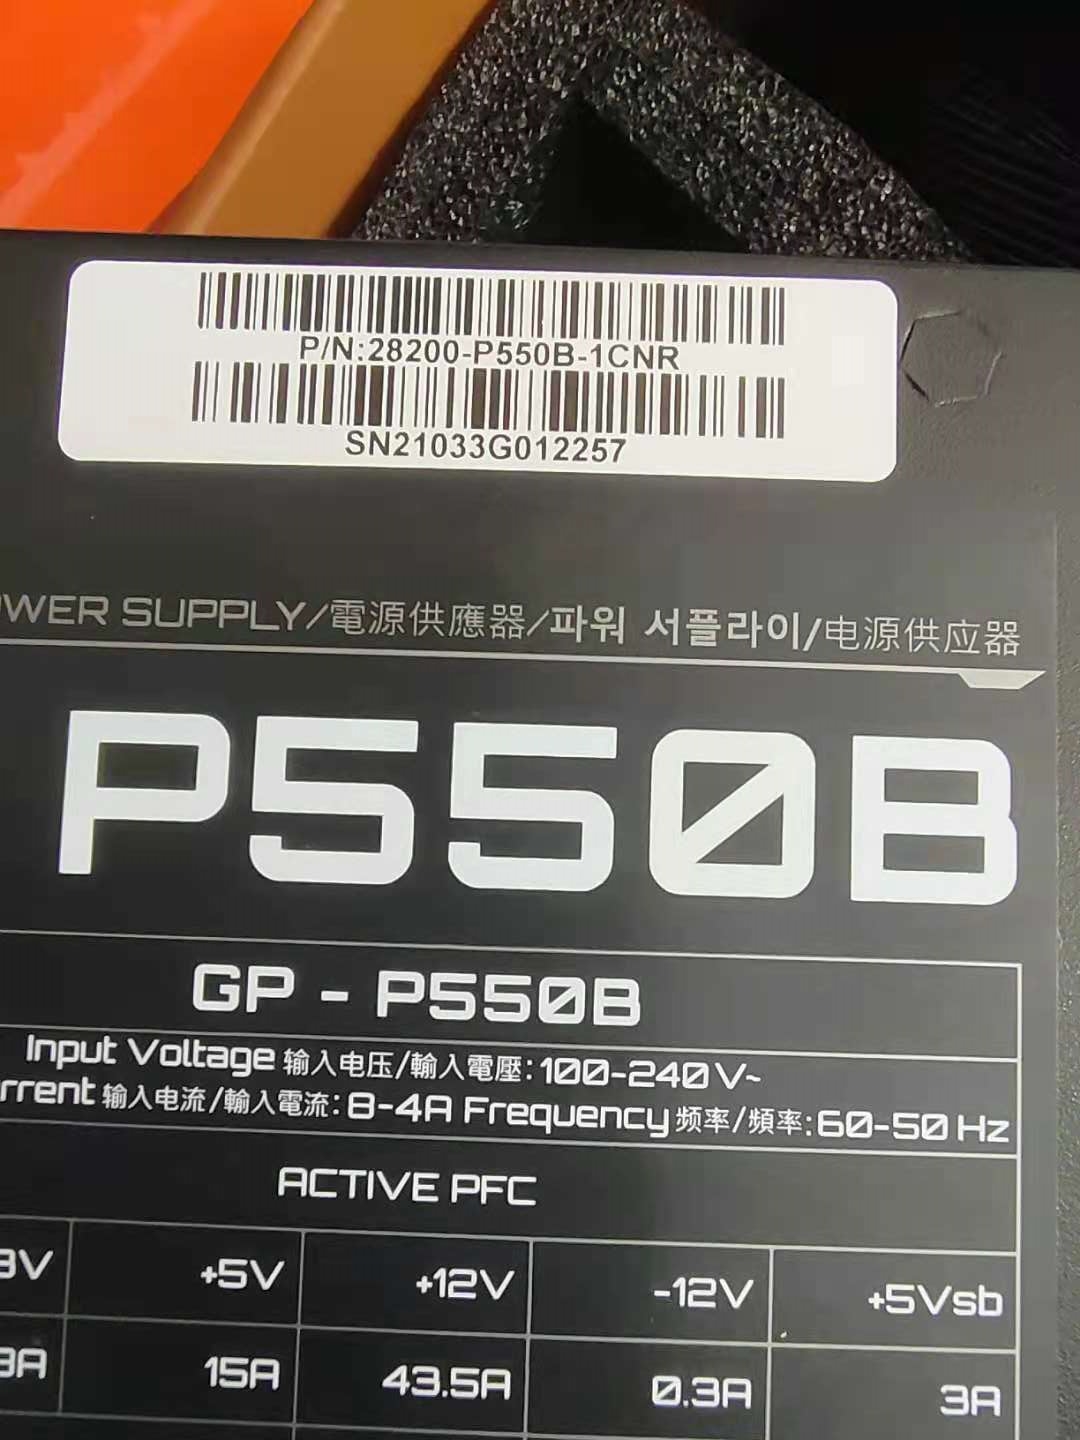 P/N:28200-P550B-1CNR
SN21033G012257
OWER SUPPLY/電源供應器/파워 서플라이/电源供应器
P550B
GP - P550B
Input Voltage 输入电压/輸入電壓:100-240V~
rrent 输入电流/輸入電流:8-4A Frequency 频率/頻率:60-50 Hz
ACTIVE PFC
3V +5V +12V -12V +5Vsb
3A 15A 43.5A 0.3A 3A